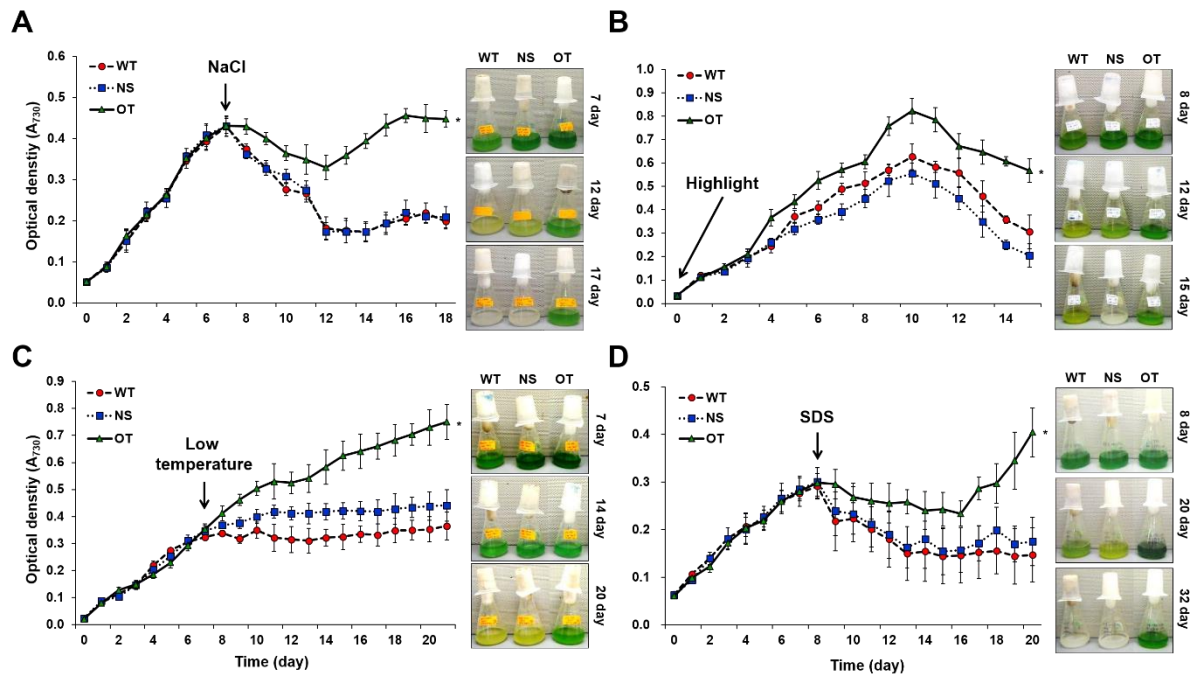 A
B
NaCl
WT
NS
OT
Optical denstiy (A730)
0.6
0.5
0.4
0.3
0.2
0.1
0.0
0 2 4 6 8 10 12 14 16 18
*
WT NS OT
7 day
12 day
17 day
Highlight
WT
NS
OT
1.0
0.9
0.8
0.7
0.6
0.5
0.4
0.3
0.2
0.1
0.0
0 2 4 6 8 10 12 14
*
WT NS OT
8 day
12 day
15 day
C
D
Low
temperature
WT
NS
OT
Optical denstiy (A730)
0.9
0.8
0.7
0.6
0.5
0.4
0.3
0.2
0.1
0.0
0 2 4 6 8 10 12 14 16 18 20
Time (day)
*
WT NS OT
7 day
14 day
20 day
SDS
WT
NS
OT
0.5
0.4
0.3
0.2
0.1
0.0
0 2 4 6 8 10 12 14 16 18 20
Time (day)
*
WT NS OT
8 day
20 day
32 day